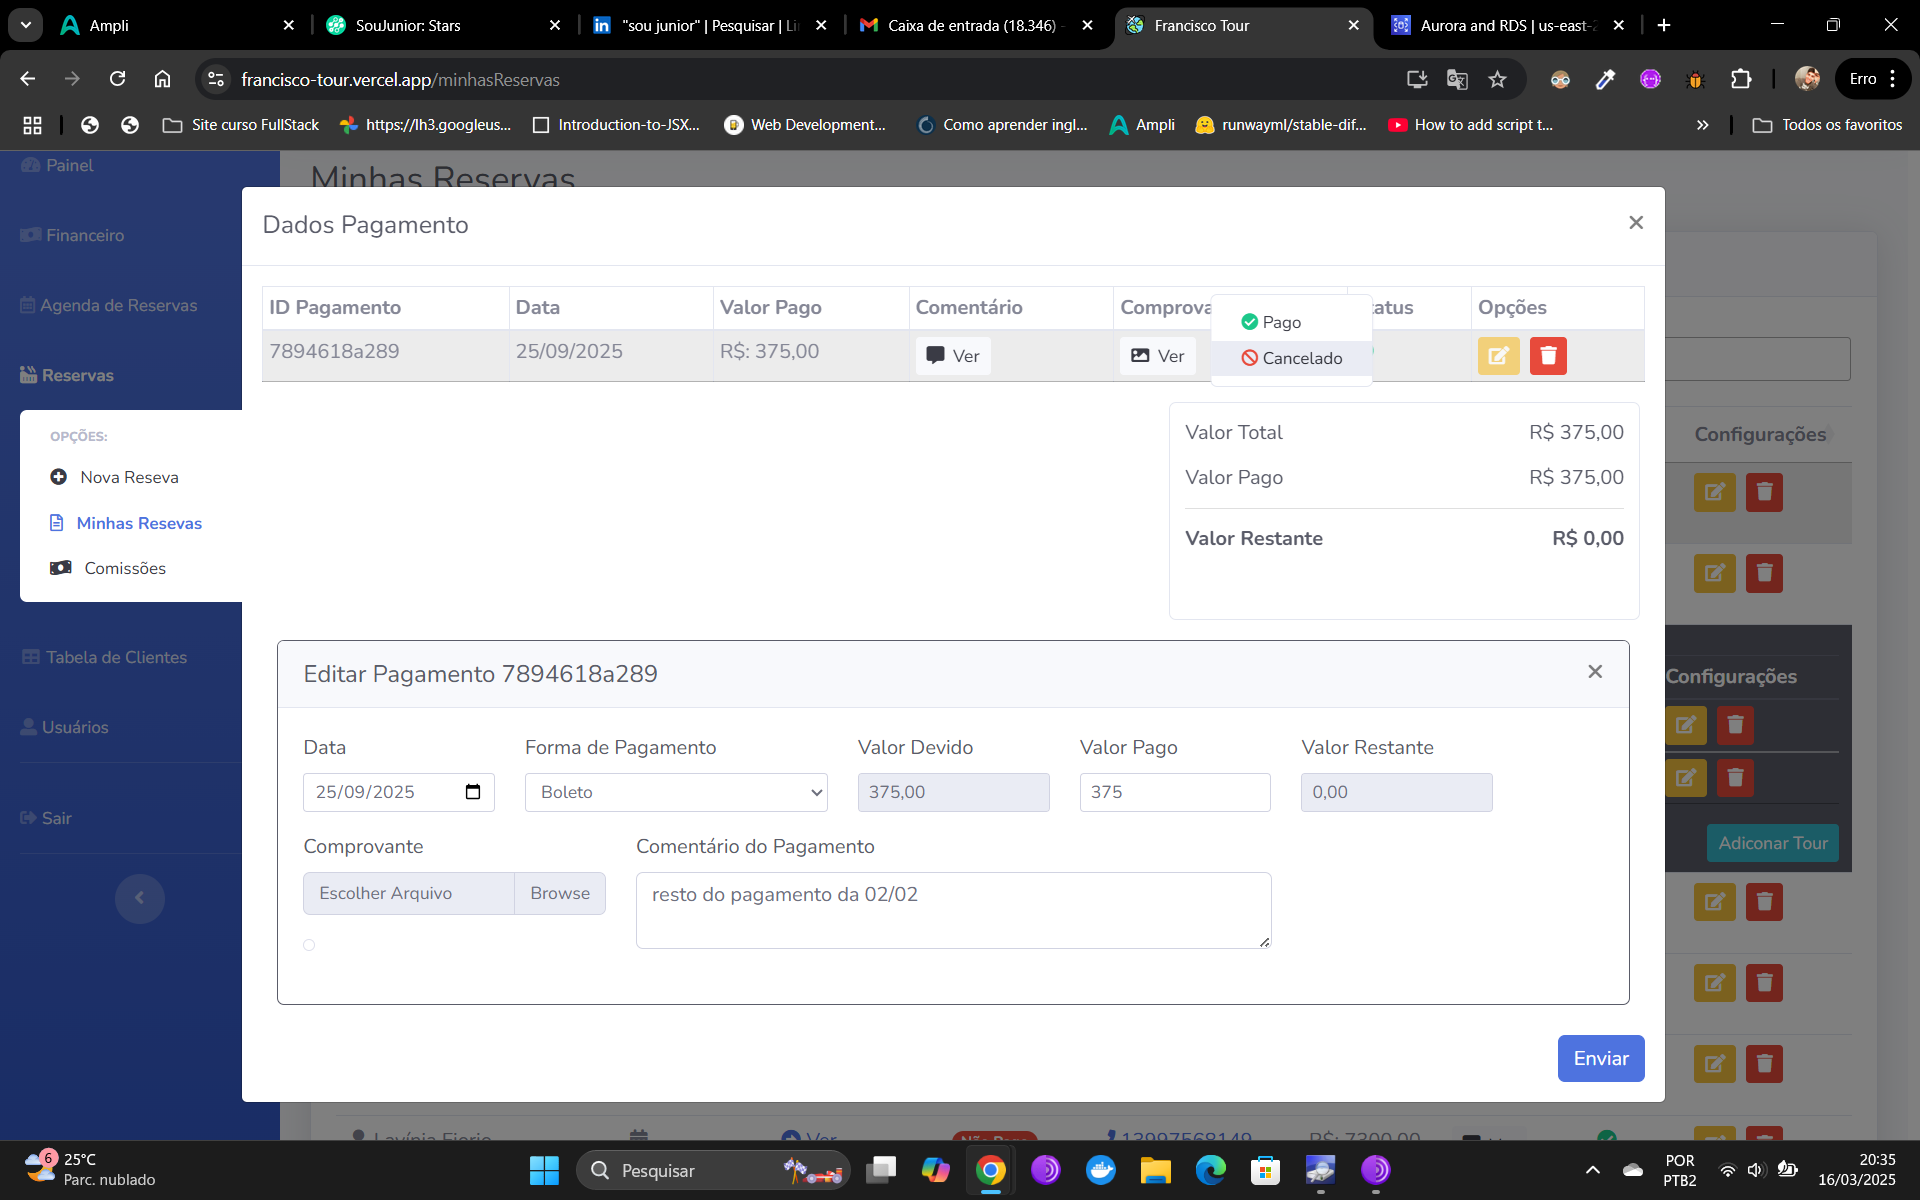 Ampli
SouJunior: Stars
"sou junior" | Pesquisar | Li
Caixa de entrada (18.346) -
Francisco Tour
Aurora and RDS | us-east-2
francisco-tour.vercel.app/minhasReservas
Erro
Site curso FullStack
https://lh3.googleus...
Introduction-to-JSX...
Web Development...
Como aprender ingl...
Ampli
runwayml/stable-dif...
How to add script t...
Todos os favoritos
Painel
Financeiro
Agenda de Reservas
Reservas
OPÇÕES:
Nova Reseva
Minhas Resevas
Comissões
Tabela de Clientes
Usuários
Sair
Minhas Reservas
Dados Pagamento
ID Pagamento Data Valor Pago Comentário Comprova atus Opções
7894618a289 25/09/2025 R$: 375,00 Ver Ver
Pago
Cancelado
Valor Total R$ 375,00
Valor Pago R$ 375,00
Valor Restante R$ 0,00
Editar Pagamento 7894618a289
Data Forma de Pagamento Valor Devido Valor Pago Valor Restante
25/09/2025 Boleto 375,00 375 0,00
Comprovante Comentário do Pagamento
Escolher Arquivo Browse
resto do pagamento da 02/02
Enviar
Configurações
Configurações
Adiconar Tour
Lavínia Fiorio Ver Não Pago 13997568149 R$: 7300,00
6
25°C
Parc. nublado
Pesquisar
POR
PTB2
20:35
16/03/2025